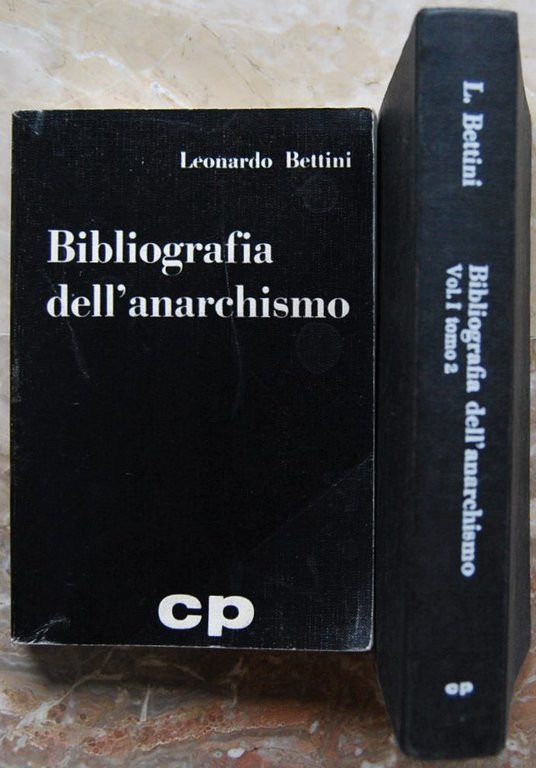 Leonardo Bettini
Bibliografia
dell'anarchismo
cp
L. Bettini
Bibliografia dell'anarchismo
Vol. I tomo 2
cp